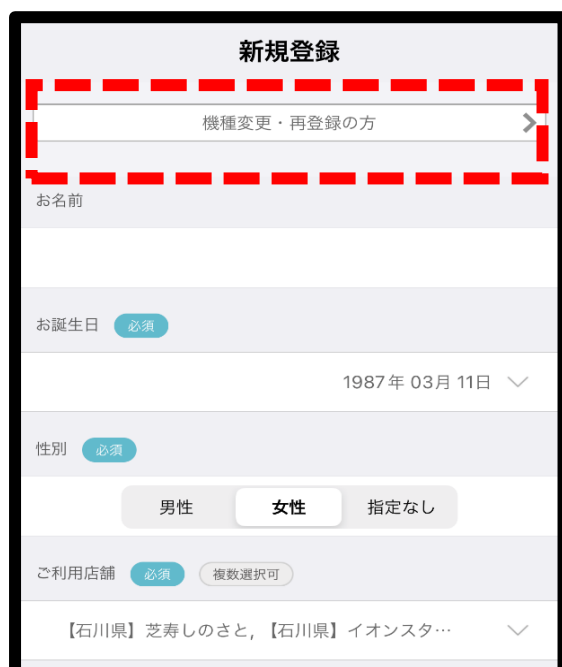 新規登録
機種変更・再登録の方
お名前
お誕生日 必須
1987年 03月 11日
性別 必須
男性 女性 指定なし
ご利用店舗 必須 複数選択可
【石川県】芝寿しのさと, 【石川県】イオンスタ…